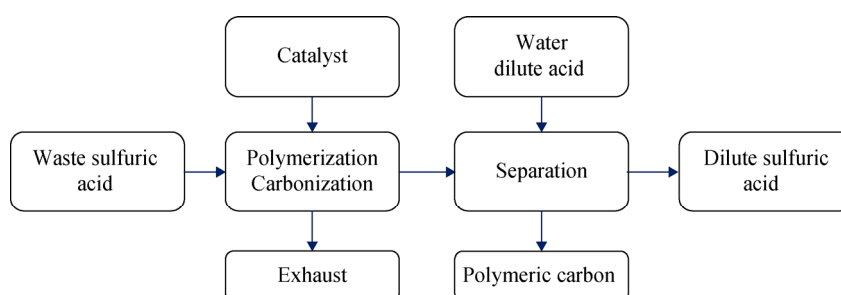 Catalyst
Water
dilute acid
Waste sulfuric
acid
Polymerization
Carbonization
Separation
Dilute sulfuric
acid
Exhaust
Polymeric carbon